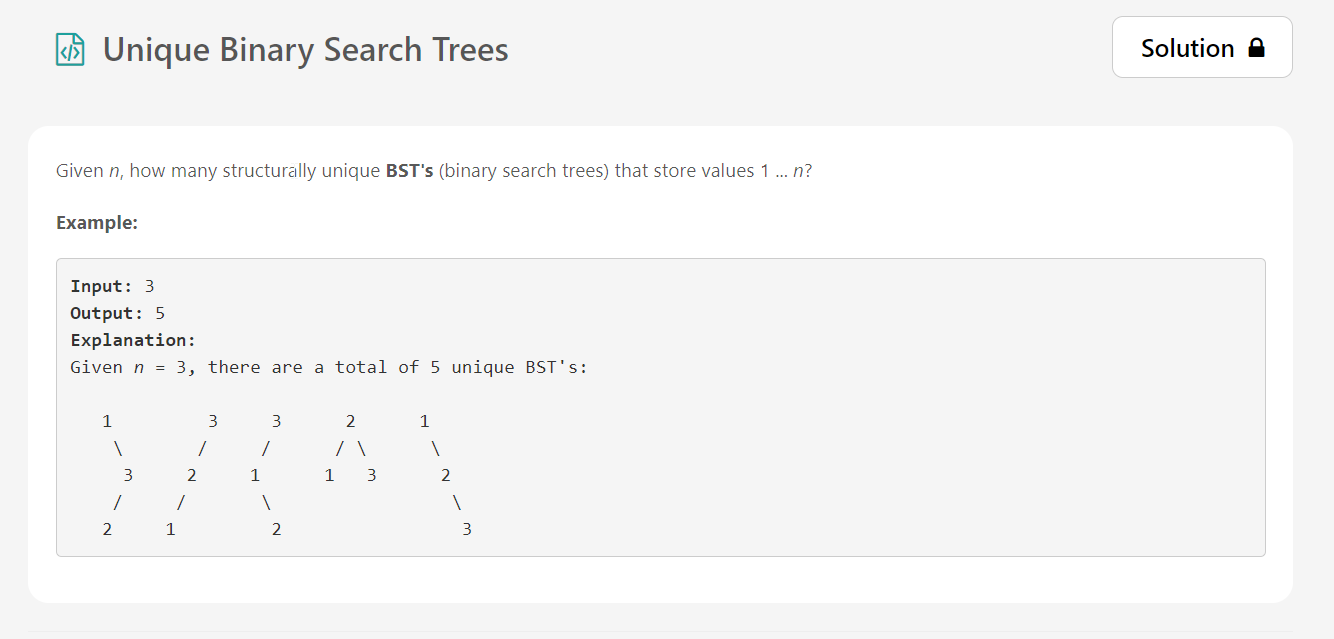 Unique Binary Search Trees
Solution
Given n, how many structurally unique BST's (binary search trees) that store values 1 ... n?
Example:
Input: 3
Output: 5
Explanation:
Given n = 3, there are a total of 5 unique BST's:
   1         3     3      2      1
    \       /     /      / \      \
     3     2     1      1   3      2
    /     /       \                 \
   2     1         2                 3